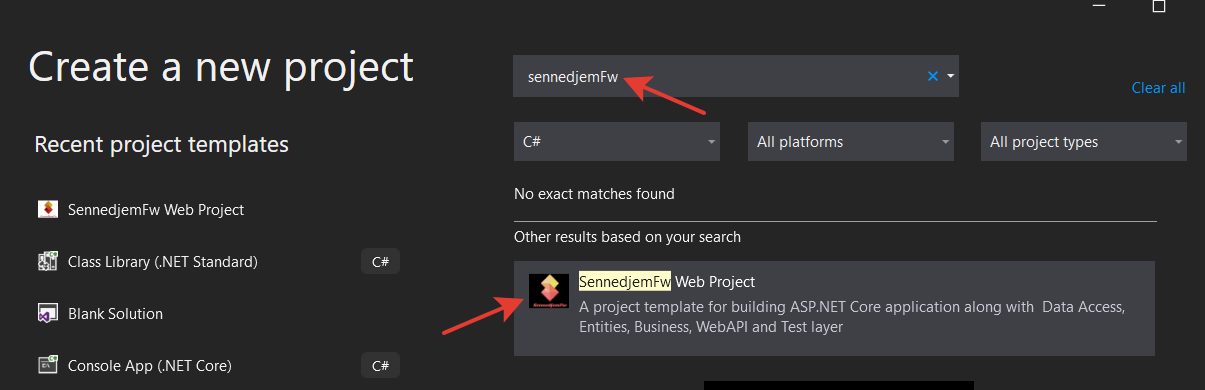 Create a new project
Recent project templates
SennedjemFw Web Project
Class Library (.NET Standard) C#
Blank Solution
Console App (.NET Core) C#
sennedjemFw
Clear all
C# All platforms All project types
No exact matches found
Other results based on your search
SennedjemFw Web Project
A project template for building ASP.NET Core application along with Data Access,
Entities, Business, WebAPI and Test layer